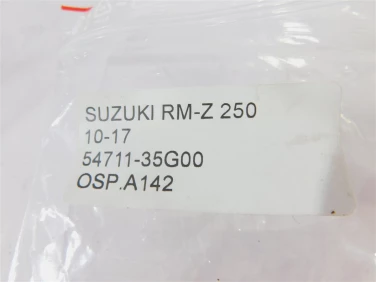 SUZUKI RM-Z 250
10-17
54711-35G00
OSP.A142